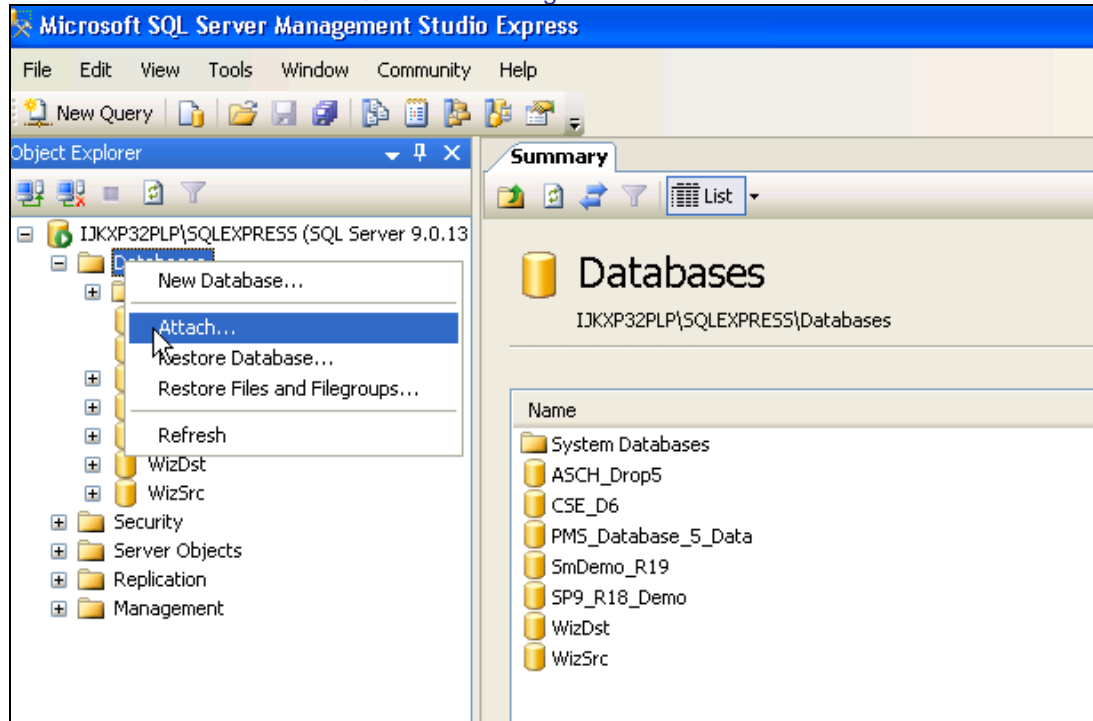 Microsoft SQL Server Management Studio Express
File Edit View Tools Window Community Help
New Query
Object Explorer
Summary
List
IJKXP32PLP\SQLEXPRESS (SQL Server 9.0.13
Databases
New Database...
Attach...
Restore Database...
Restore Files and Filegroups...
Refresh
WizDst
WizSrc
Security
Server Objects
Replication
Management
Databases
IJKXP32PLP\SQLEXPRESS\Databases
Name
System Databases
ASCH_Drop5
CSE_D6
PMS_Database_5_Data
SmDemo_R19
SP9_R18_Demo
WizDst
WizSrc